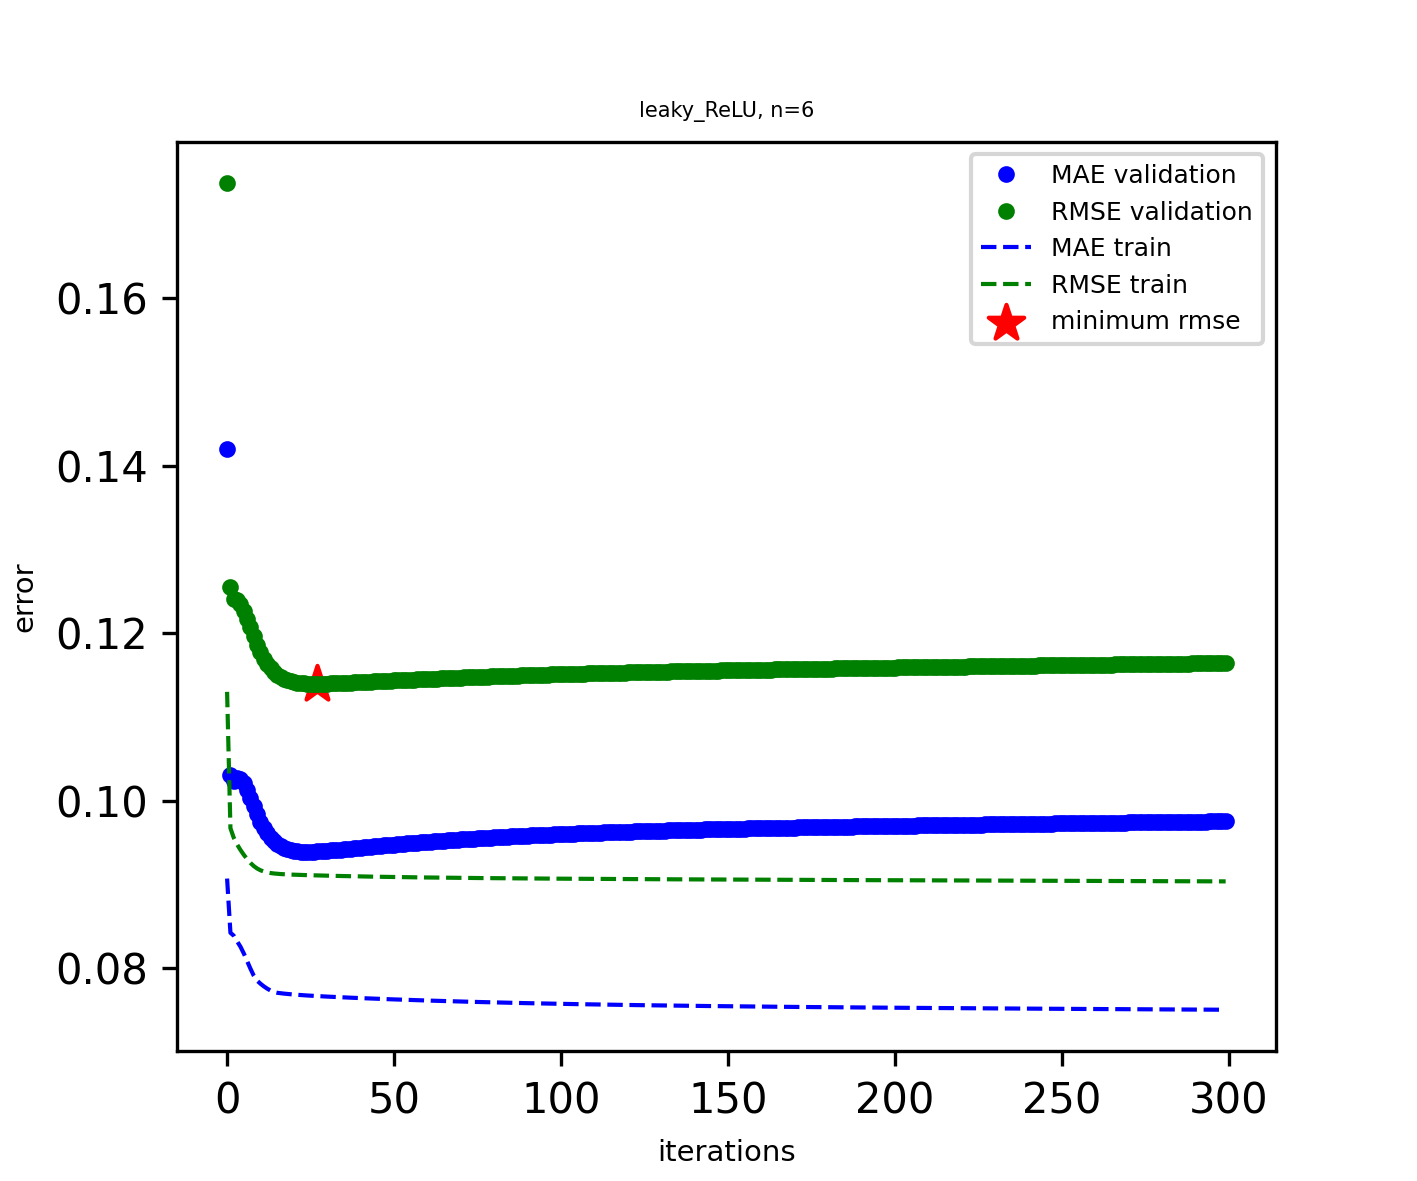 leaky_ReLU, n=6
MAE validation
RMSE validation
MAE train
RMSE train
minimum rmse
0.16
0.14
0.12
0.10
0.08
error
0 50 100 150 200 250 300
iterations